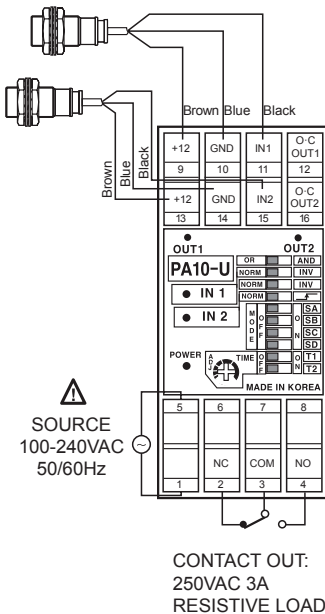 Brown Blue Black
Brown
Blue
Black
+12 GND IN1 O·C OUT1
9 10 11 12
+12 GND IN2 O·C OUT2
13 14 15 16
OUT1 OUT2
PA10-U
OR AND
NORM INV
NORM INV
NORM
IN 1
IN 2
MODE OFF ON SA
SB
SC
SD
POWER ADJ TIME OFF ON T1
T2
MADE IN KOREA
5 6 7 8
NC COM NO
1 2 3 4
SOURCE
100-240VAC
50/60Hz
CONTACT OUT:
250VAC 3A
RESISTIVE LOAD